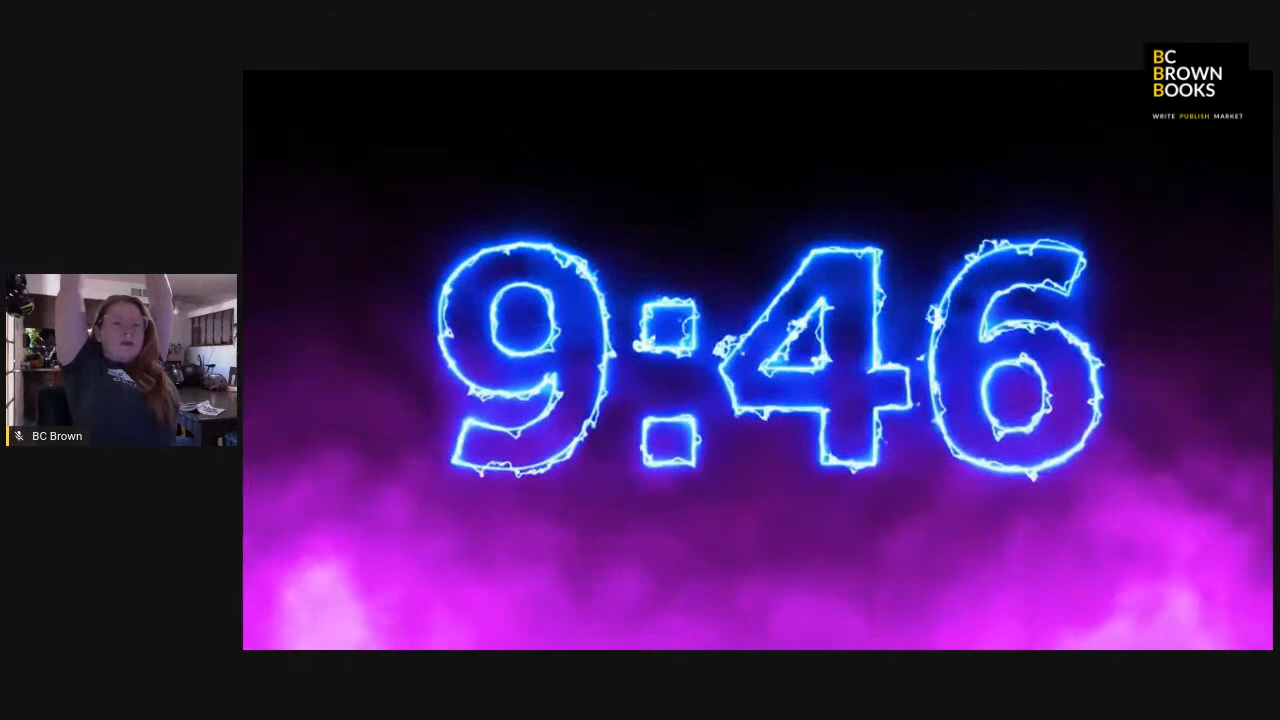 BC
BROWN
BOOKS
WRITE PUBLISH MARKET
9:46
BC Brown